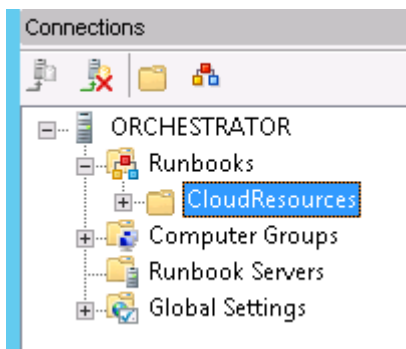 Connections
ORCHESTRATOR
Runbooks
CloudResources
Computer Groups
Runbook Servers
Global Settings